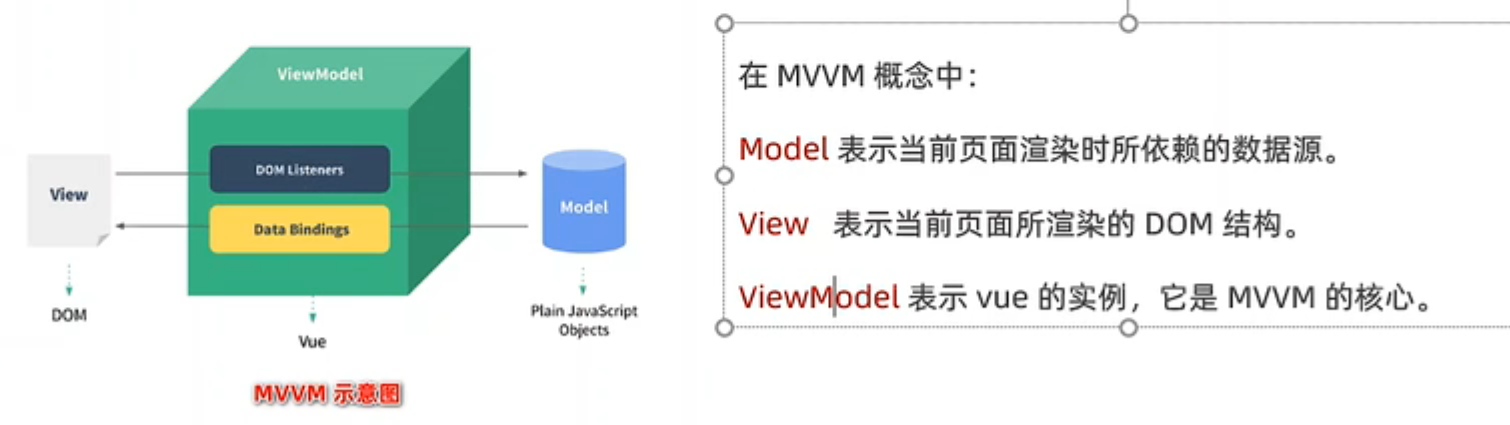 ViewModel
DOM Listeners
View
Model
Data Bindings
DOM
Vue
Plain JavaScript
Objects
MVVM 示意图
在 MVVM 概念中：
Model 表示当前页面渲染时所依赖的数据源。
View 表示当前页面所渲染的 DOM 结构。
ViewModel 表示 vue 的实例，它是 MVVM 的核心。